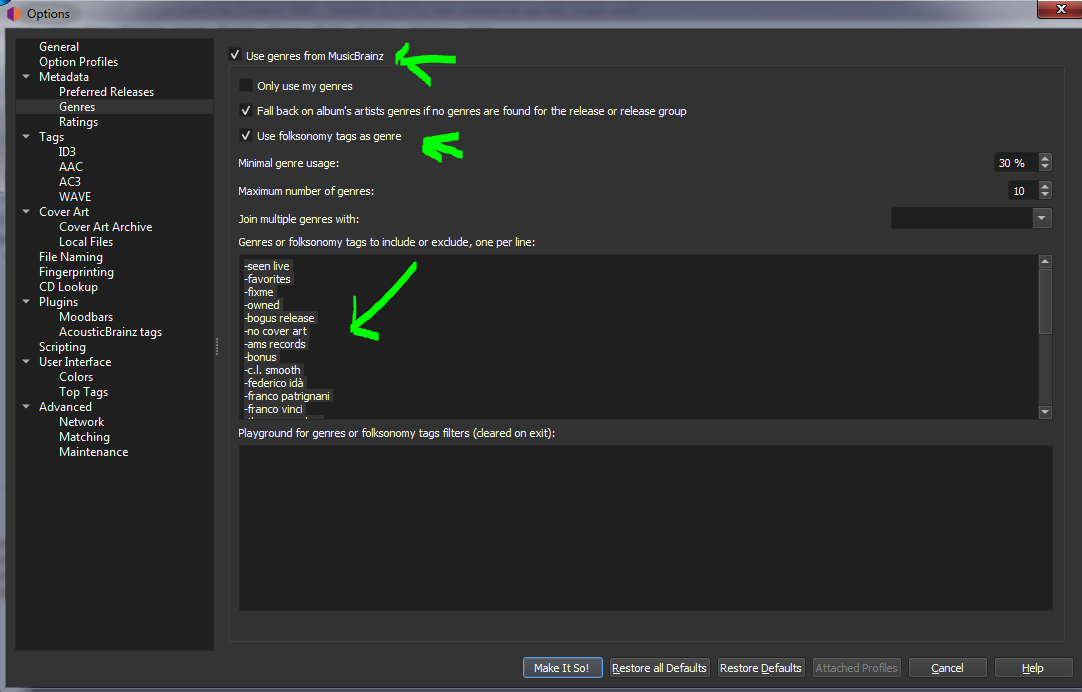 Options
General
Option Profiles
Metadata
Preferred Releases
Genres
Ratings
Tags
ID3
AAC
AC3
WAVE
Cover Art
Cover Art Archive
Local Files
File Naming
Fingerprinting
CD Lookup
Plugins
Moodbars
AcousticBrainz tags
Scripting
User Interface
Colors
Top Tags
Advanced
Network
Matching
Maintenance
Use genres from MusicBrainz
Only use my genres
Fall back on album's artists genres if no genres are found for the release or release group
Use folksonomy tags as genre
Minimal genre usage: 30 %
Maximum number of genres: 10
Join multiple genres with:
Genres or folksonomy tags to include or exclude, one per line:
-seen live
-favorites
-fixme
-owned
-bogus release
-no cover art
-ams records
-bonus
-c.l. smooth
-federico idà
-franco patrignani
-franco vinci
Playground for genres or folksonomy tags filters (cleared on exit):
Make It So! Restore all Defaults Restore Defaults Attached Profiles Cancel Help